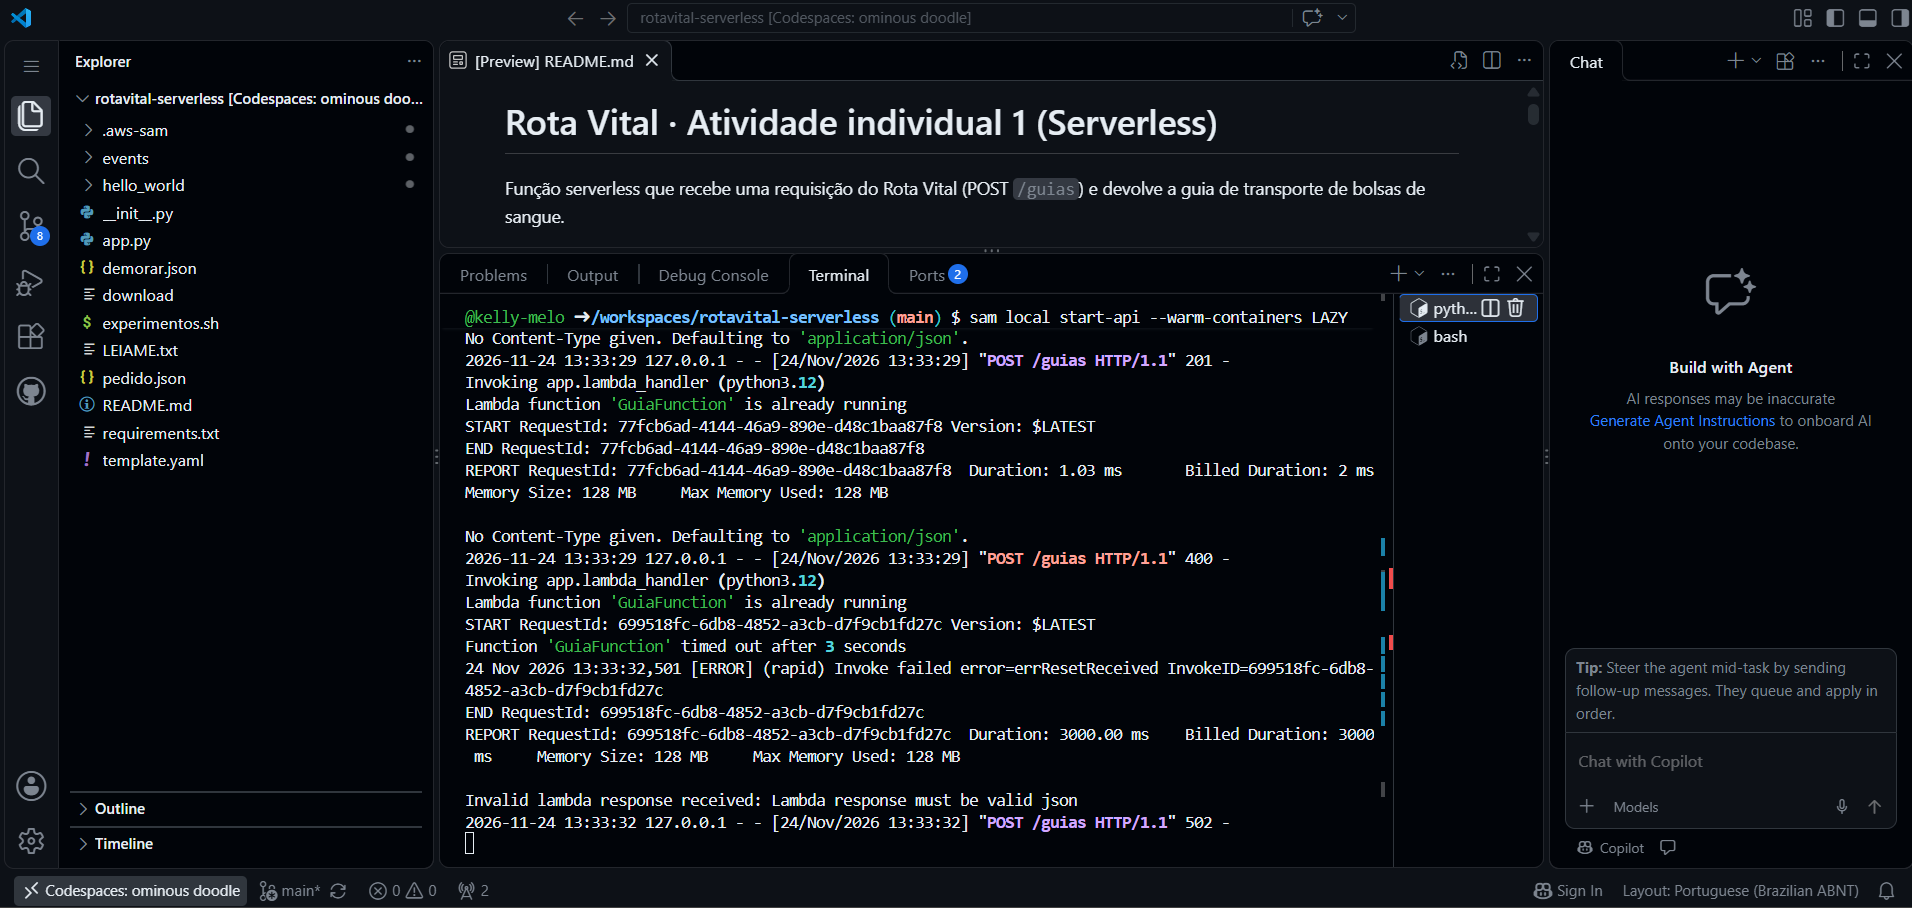 rotavital-serverless [Codespaces: ominous doodle]
Explorer
rotavital-serverless [Codespaces: ominous doo...
.aws-sam
events
hello_world
__init__.py
app.py
demorar.json
download
experimentos.sh
LEIAME.txt
pedido.json
README.md
requirements.txt
template.yaml
Outline
Timeline
8
[Preview] README.md
Rota Vital · Atividade individual 1 (Serverless)
Função serverless que recebe uma requisição do Rota Vital (POST /guias) e devolve a guia de transporte de bolsas de
sangue.
Problems
Output
Debug Console
Terminal
Ports 2
@kelly-melo ➜/workspaces/rotavital-serverless (main) $ sam local start-api --warm-containers LAZY
No Content-Type given. Defaulting to 'application/json'.
2026-11-24 13:33:29 127.0.0.1 - - [24/Nov/2026 13:33:29] "POST /guias HTTP/1.1" 201 -
Invoking app.lambda_handler (python3.12)
Lambda function 'GuiaFunction' is already running
START RequestId: 77fcb6ad-4144-46a9-890e-d48c1baa87f8 Version: $LATEST
END RequestId: 77fcb6ad-4144-46a9-890e-d48c1baa87f8
REPORT RequestId: 77fcb6ad-4144-46a9-890e-d48c1baa87f8  Duration: 1.03 ms       Billed Duration: 2 ms
Memory Size: 128 MB     Max Memory Used: 128 MB
No Content-Type given. Defaulting to 'application/json'.
2026-11-24 13:33:29 127.0.0.1 - - [24/Nov/2026 13:33:29] "POST /guias HTTP/1.1" 400 -
Invoking app.lambda_handler (python3.12)
Lambda function 'GuiaFunction' is already running
START RequestId: 699518fc-6db8-4852-a3cb-d7f9cb1fd27c Version: $LATEST
Function 'GuiaFunction' timed out after 3 seconds
24 Nov 2026 13:33:32,501 [ERROR] (rapid) Invoke failed error=errResetReceived InvokeID=699518fc-6db8-
4852-a3cb-d7f9cb1fd27c
END RequestId: 699518fc-6db8-4852-a3cb-d7f9cb1fd27c
REPORT RequestId: 699518fc-6db8-4852-a3cb-d7f9cb1fd27c  Duration: 3000.00 ms    Billed Duration: 3000
 ms     Memory Size: 128 MB     Max Memory Used: 128 MB
Invalid lambda response received: Lambda response must be valid json
2026-11-24 13:33:32 127.0.0.1 - - [24/Nov/2026 13:33:32] "POST /guias HTTP/1.1" 502 -
pyth...
bash
Chat
Build with Agent
AI responses may be inaccurate
Generate Agent Instructions to onboard AI
onto your codebase.
Tip: Steer the agent mid-task by sending
follow-up messages. They queue and apply in
order.
Chat with Copilot
Models
Copilot
Codespaces: ominous doodle
main*
0
0
2
Sign In
Layout: Portuguese (Brazilian ABNT)